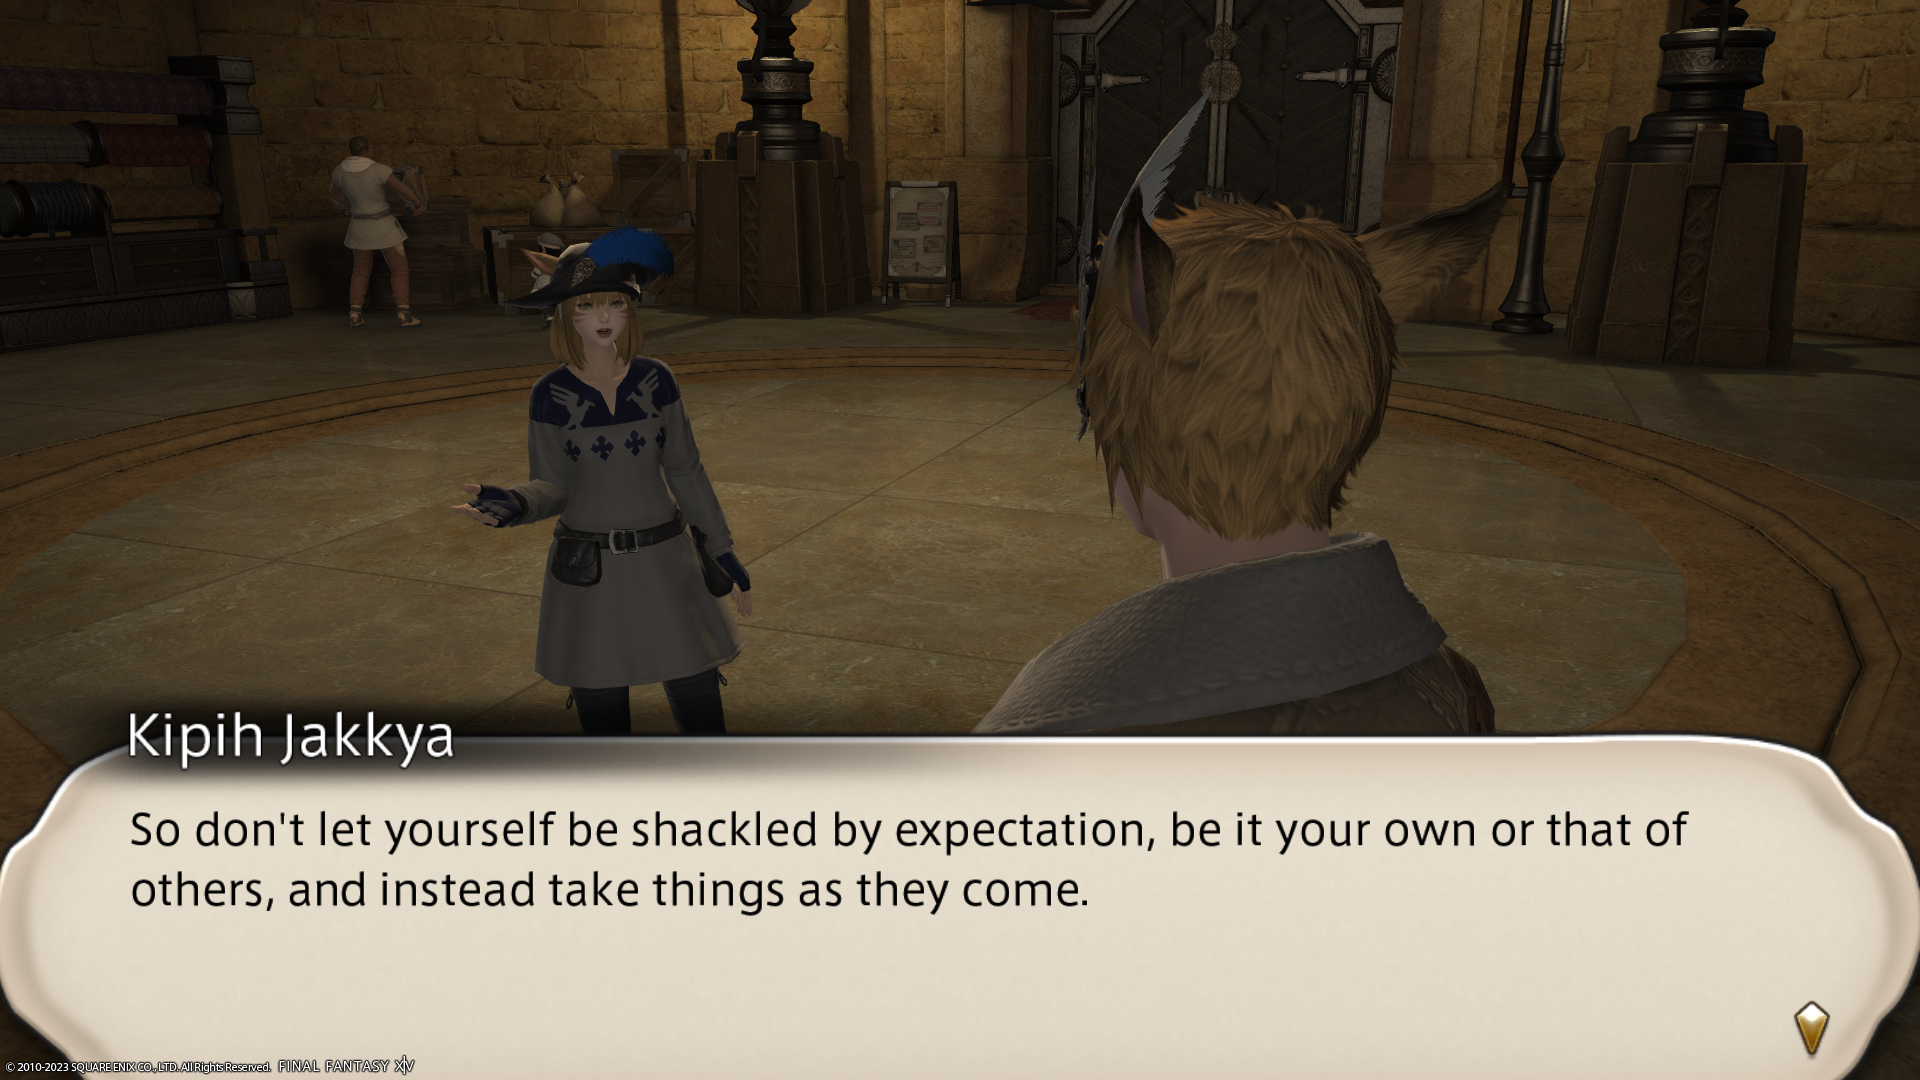 Kipih Jakkya
So don't let yourself be shackled by expectation, be it your own or that of
others, and instead take things as they come.
© 2010-2023 SQUARE ENIX CO., LTD. All Rights Reserved. FINAL FANTASY XIV